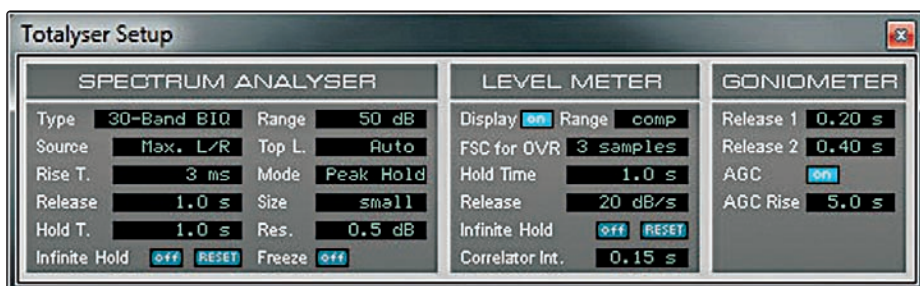 Totalyser Setup
SPECTRUM ANALYSER
Type 30-Band BIQ Range 50 dB
Source Max. L/R Top L. Auto
Rise T. 3 ms Mode Peak Hold
Release 1.0 s Size small
Hold T. 1.0 s Res. 0.5 dB
Infinite Hold off RESET Freeze off
LEVEL METER
Display on Range comp
FSC for OVR 3 samples
Hold Time 1.0 s
Release 20 dB/s
Infinite Hold off RESET
Correlator Int. 0.15 s
GONIOMETER
Release 1 0.20 s
Release 2 0.40 s
AGC on
AGC Rise 5.0 s